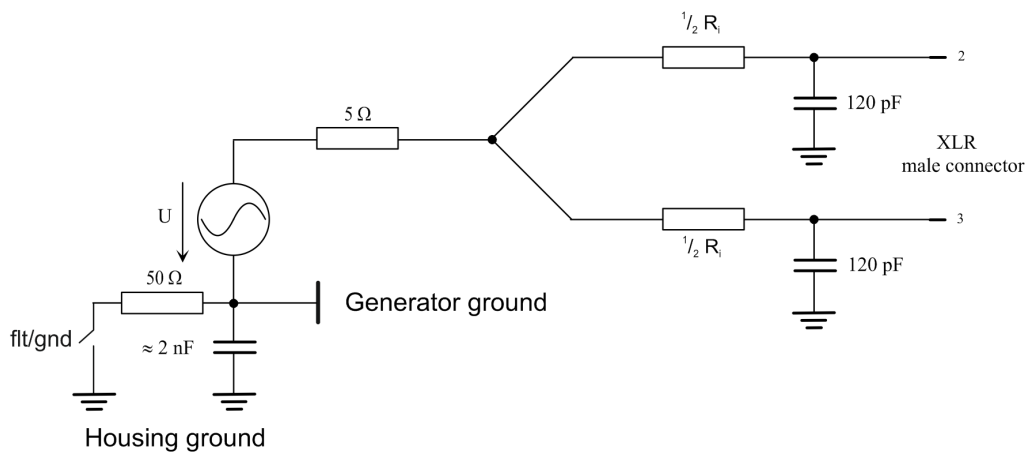 1/2 Ri
2
120 pF
5 Ω
XLR
male connector
U
3
1/2 Ri
120 pF
50 Ω
Generator ground
flt/gnd
≈ 2 nF
Housing ground